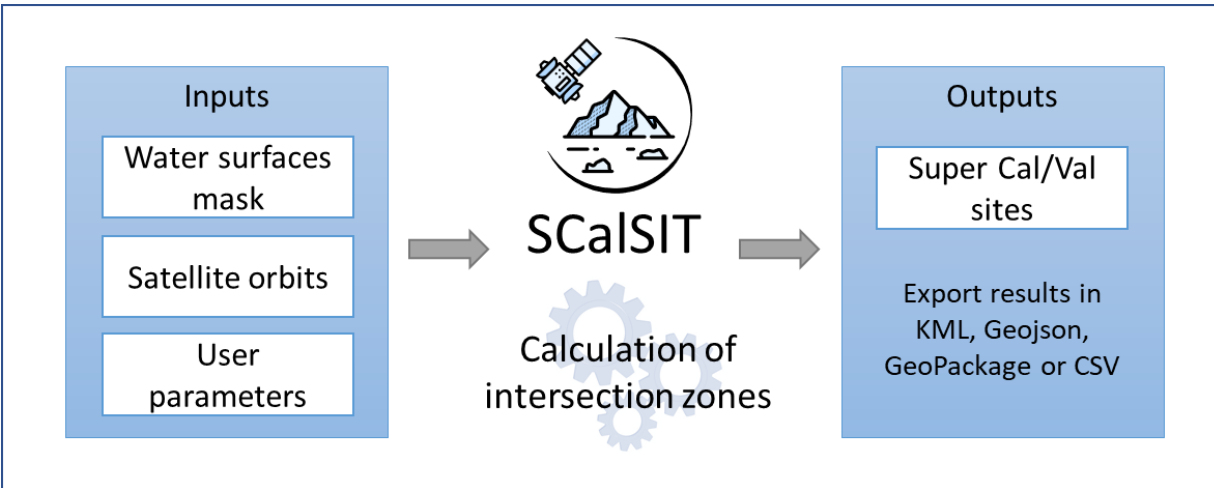 Inputs
Water surfaces
mask
Satellite orbits
User
parameters
SCalSIT
Calculation of
intersection zones
Outputs
Super Cal/Val
sites
Export results in
KML, Geojson,
GeoPackage or CSV